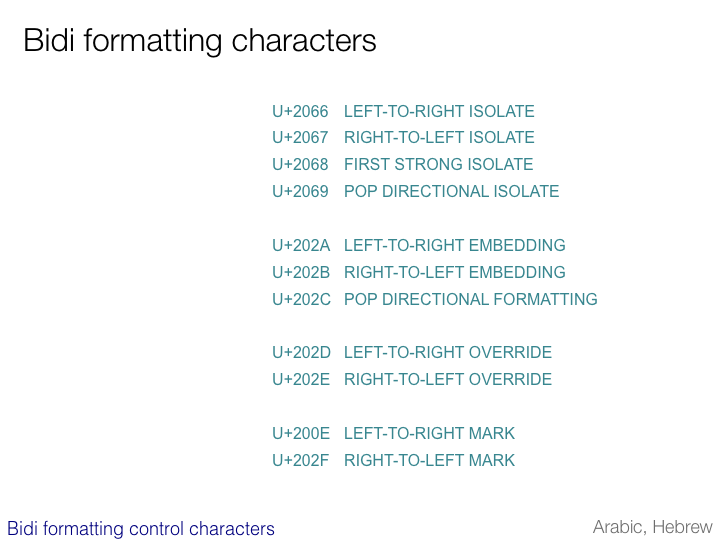 Bidi formatting characters
U+2066 LEFT-TO-RIGHT ISOLATE
U+2067 RIGHT-TO-LEFT ISOLATE
U+2068 FIRST STRONG ISOLATE
U+2069 POP DIRECTIONAL ISOLATE
U+202A LEFT-TO-RIGHT EMBEDDING
U+202B RIGHT-TO-LEFT EMBEDDING
U+202C POP DIRECTIONAL FORMATTING
U+202D LEFT-TO-RIGHT OVERRIDE
U+202E RIGHT-TO-LEFT OVERRIDE
U+200E LEFT-TO-RIGHT MARK
U+202F RIGHT-TO-LEFT MARK
Bidi formatting control characters
Arabic, Hebrew